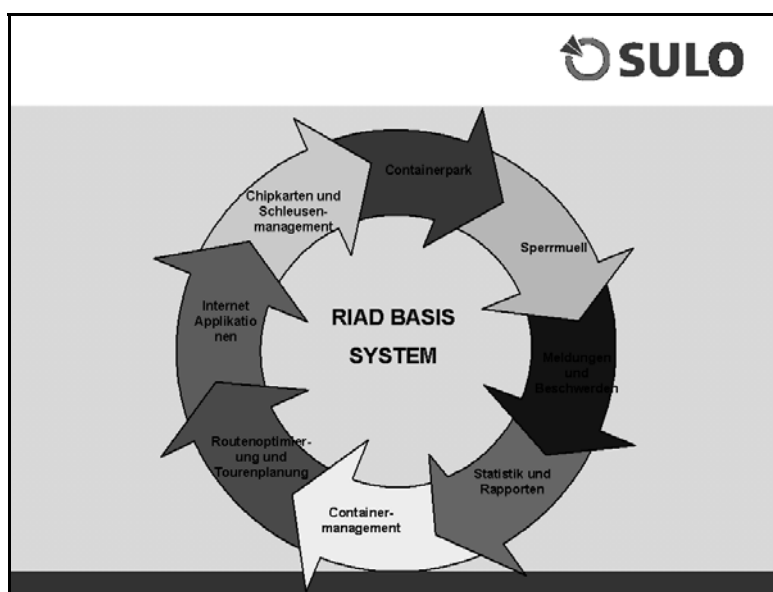 SULO
Containerpark
Sperrmuell
Meldungen
und
Beschwerden
Statistik und
Rapporten
Container-
management
Routenoptimier-
ung und
Tourenplanung
Internet
Applikatio
nen
Chipkarten und
Schleusen-
management
RIAD BASIS
SYSTEM